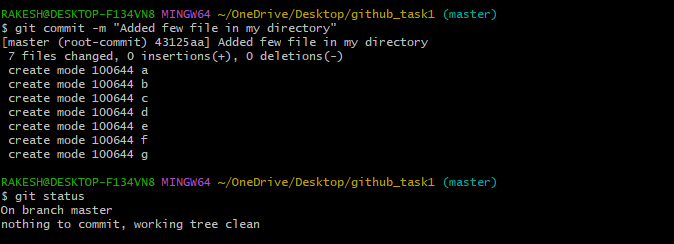 RAKESH@DESKTOP-F134VN8 MINGW64 ~/OneDrive/Desktop/github_task1 (master)
$ git commit -m "Added few file in my directory"
[master (root-commit) 43125aa] Added few file in my directory
 7 files changed, 0 insertions(+), 0 deletions(-)
 create mode 100644 a
 create mode 100644 b
 create mode 100644 c
 create mode 100644 d
 create mode 100644 e
 create mode 100644 f
 create mode 100644 g
RAKESH@DESKTOP-F134VN8 MINGW64 ~/OneDrive/Desktop/github_task1 (master)
$ git status
On branch master
nothing to commit, working tree clean